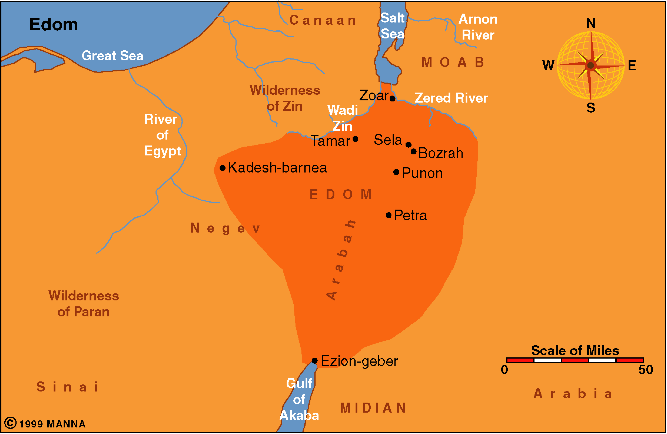 Edom
Great Sea
Canaan
Salt
Sea
Arnon
River
MOAB
N
W
E
S
Wilderness
of Zin
Zoar
Zered River
River
of
Egypt
Wadi
Zin
Tamar
Sela
Bozrah
Kadesh-barnea
Punon
EDOM
Negev
Petra
Arabah
Wilderness
of Paran
Ezion-geber
Scale of Miles
0
50
Sinai
Gulf
of
Akaba
MIDIAN
Arabia
© 1999 MANNA